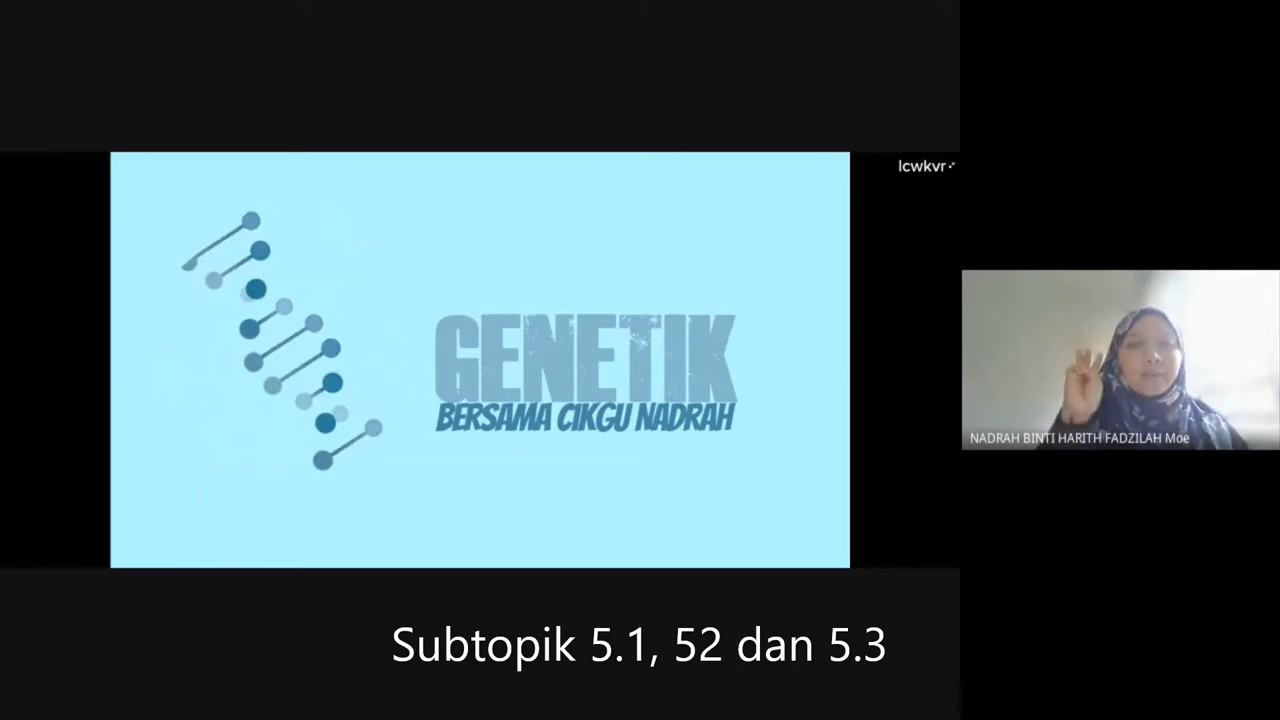 lcwkvr
GENETIK
BERSAMA CIKGU NADRAH
NADRAH BINTI HARITH FADZILAH Moe
Subtopik 5.1, 52 dan 5.3